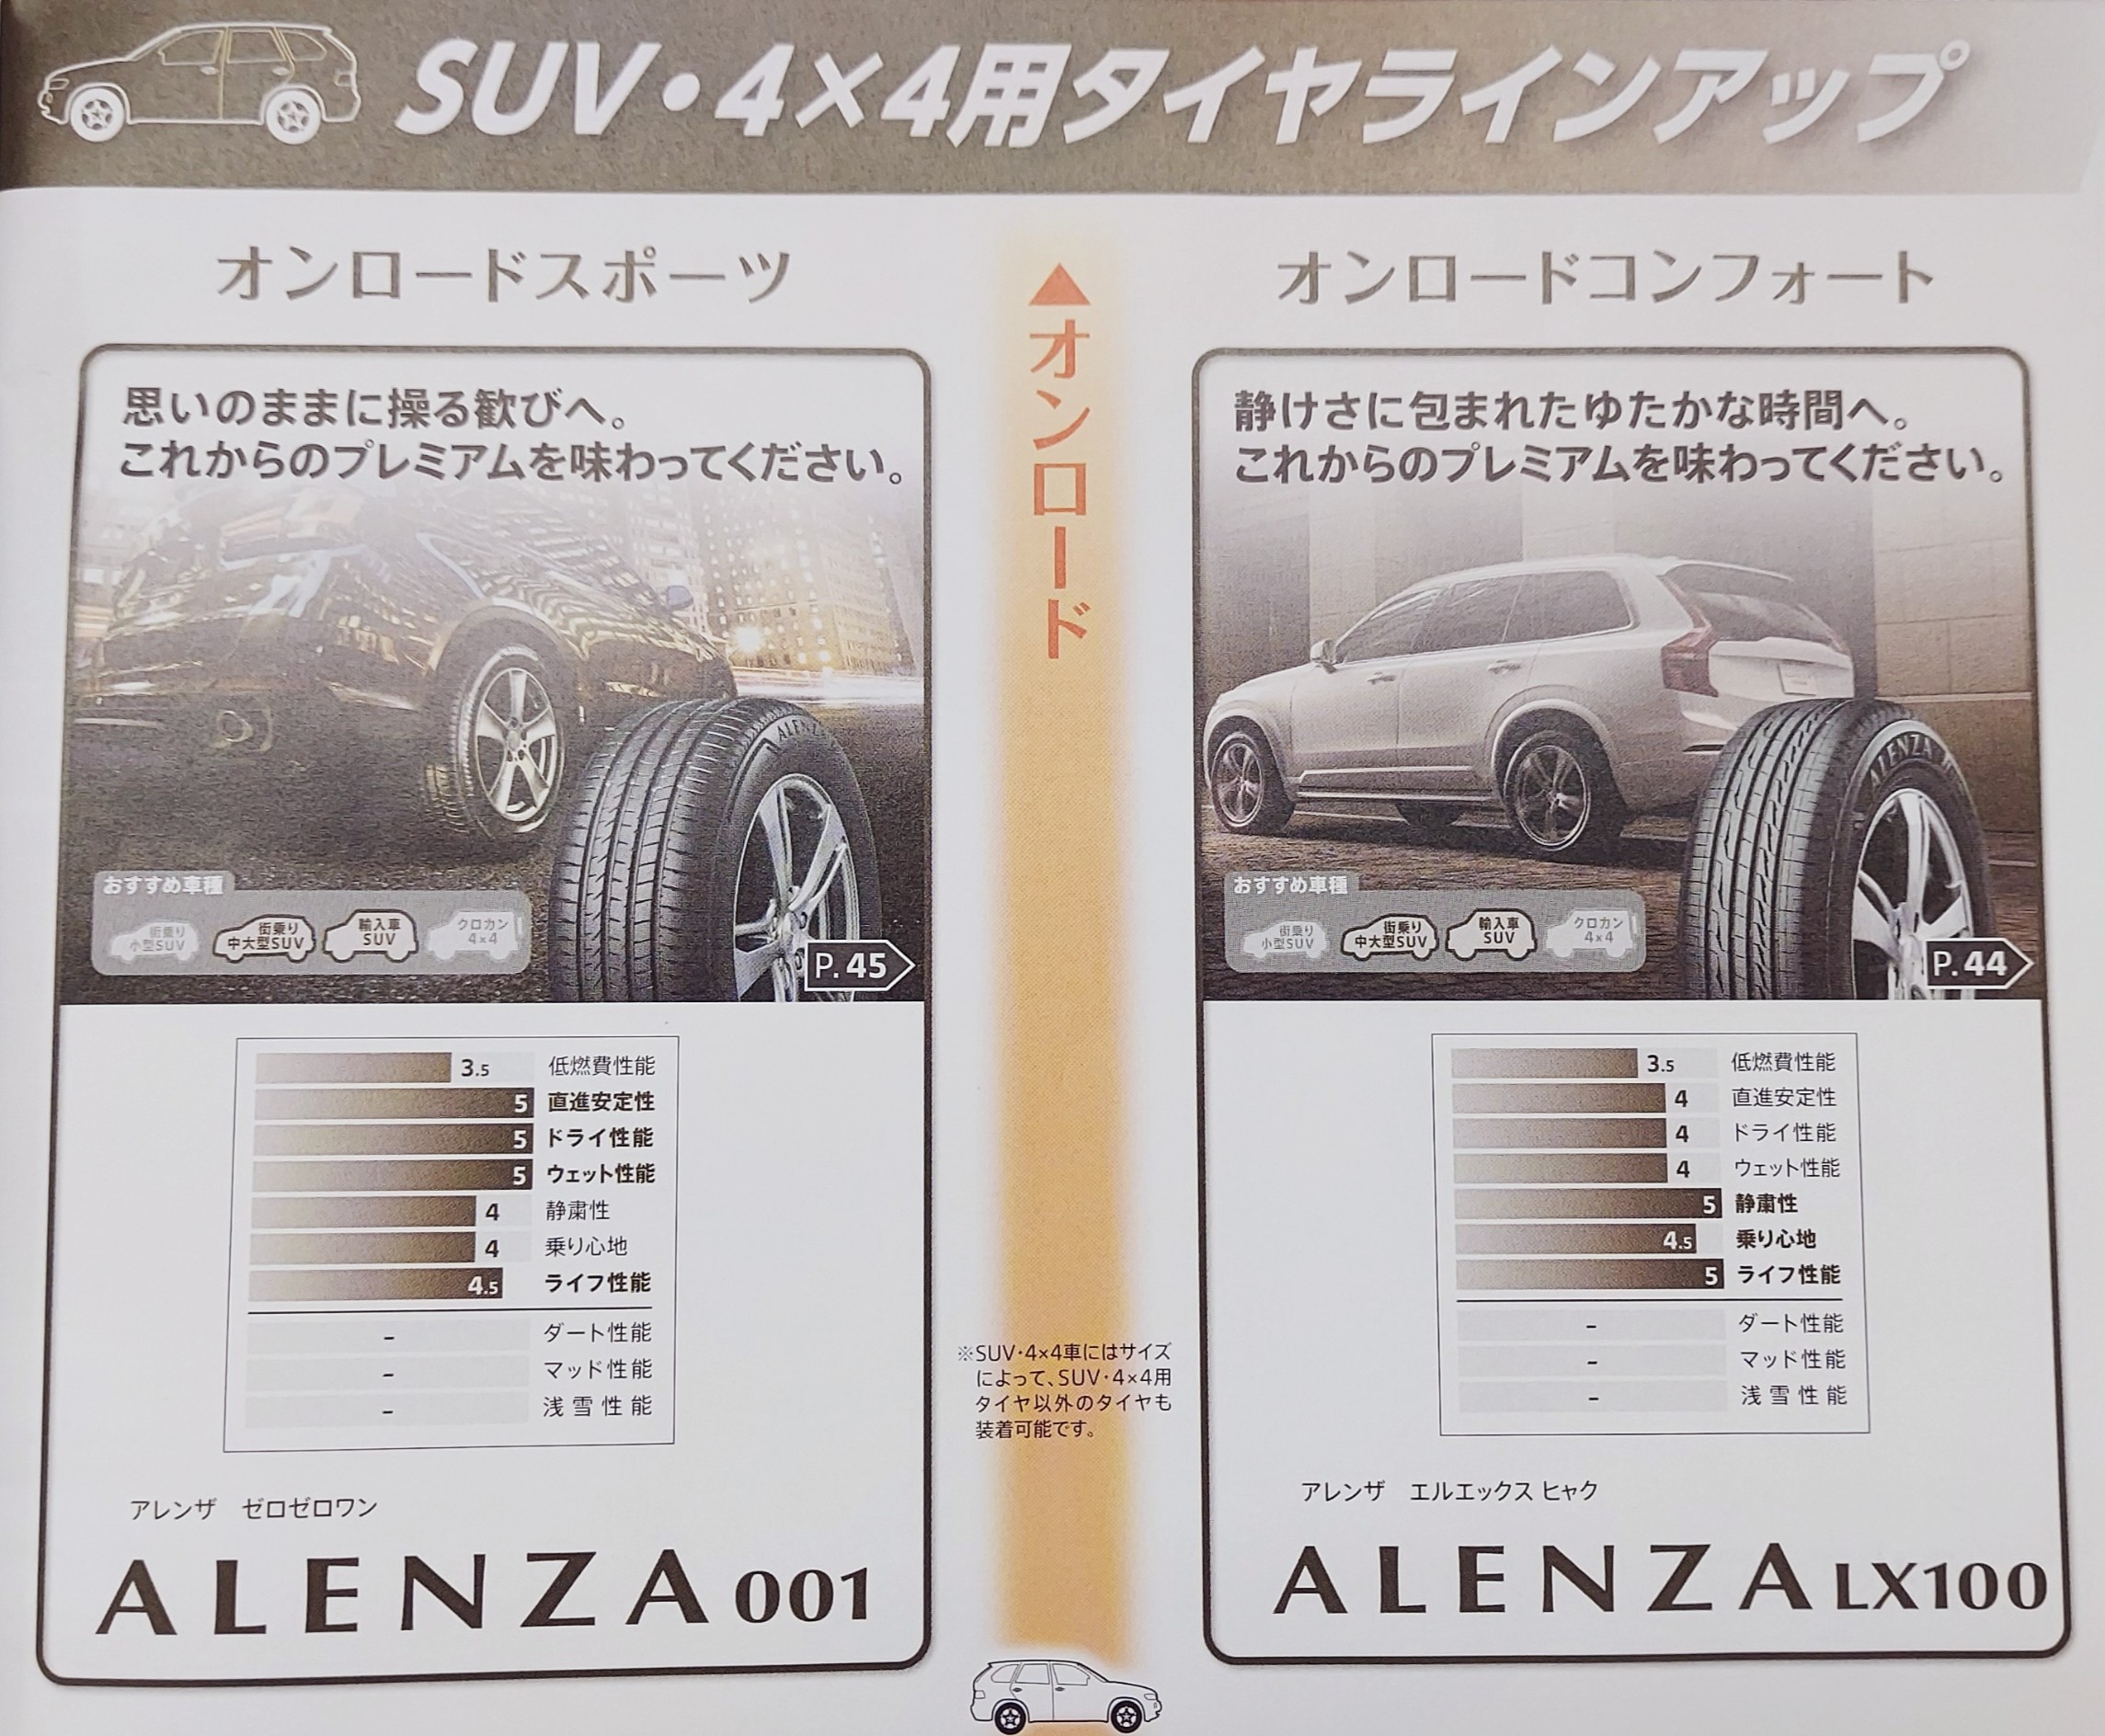 SUV・4×4用タイヤラインアップ
オンロードスポーツ
思いのままに操る歓びへ。
これからのプレミアムを味わってください。
ALENZA
おすすめ車種
街乗り
小型SUV
街乗り
中大型SUV
輸入車
SUV
クロカン
4×4
P.45
3.5 低燃費性能
5 直進安定性
5 ドライ性能
5 ウェット性能
4 静粛性
4 乗り心地
4.5 ライフ性能
- ダート性能
- マッド性能
- 浅雪性能
アレンザ ゼロゼロワン
ALENZA 001
▲オンロード
※SUV・4×4車にはサイズ
によって、SUV・4×4用
タイヤ以外のタイヤも
装着可能です。
オンロードコンフォート
静けさに包まれたゆたかな時間へ。
これからのプレミアムを味わってください。
ALENZA
おすすめ車種
街乗り
小型SUV
街乗り
中大型SUV
輸入車
SUV
クロカン
4×4
P.44
3.5 低燃費性能
4 直進安定性
4 ドライ性能
4 ウェット性能
5 静粛性
4.5 乗り心地
5 ライフ性能
- ダート性能
- マッド性能
- 浅雪性能
アレンザ エルエックス ヒャク
ALENZA LX100